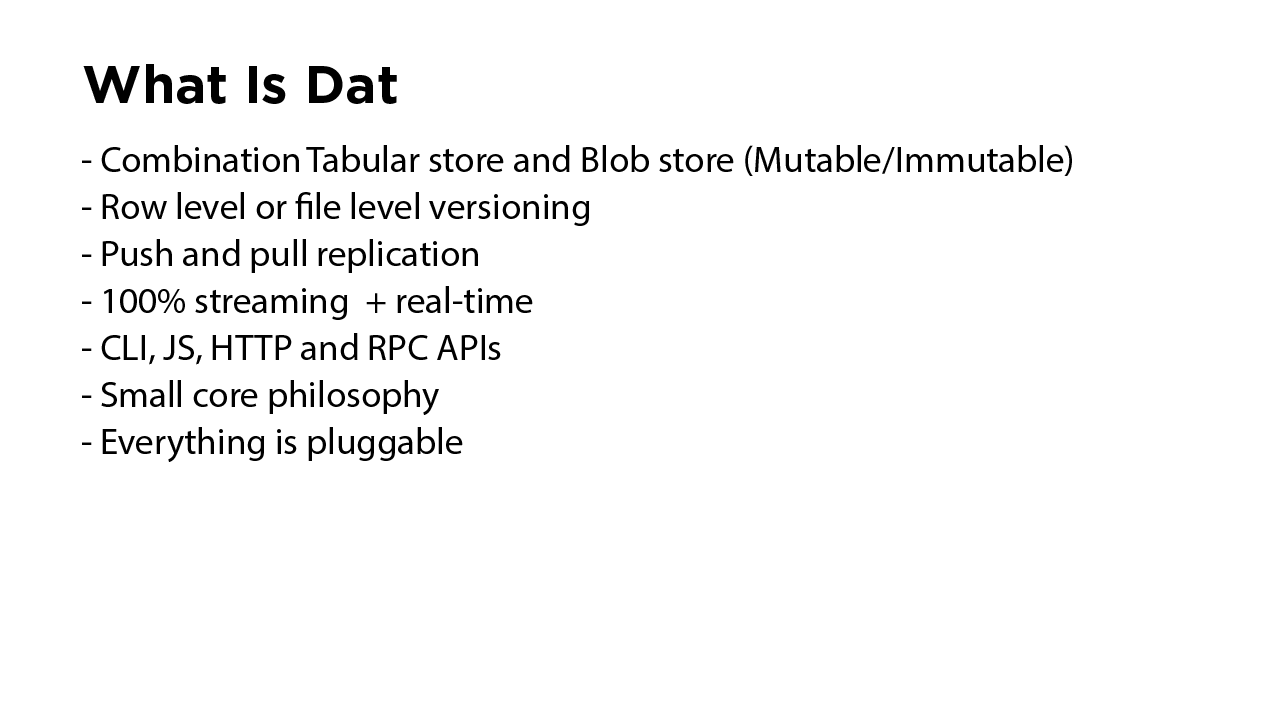 What Is Dat
- Combination Tabular store and Blob store (Mutable/Immutable)
- Row level or file level versioning
- Push and pull replication
- 100% streaming  + real-time
- CLI, JS, HTTP and RPC APIs
- Small core philosophy
- Everything is pluggable